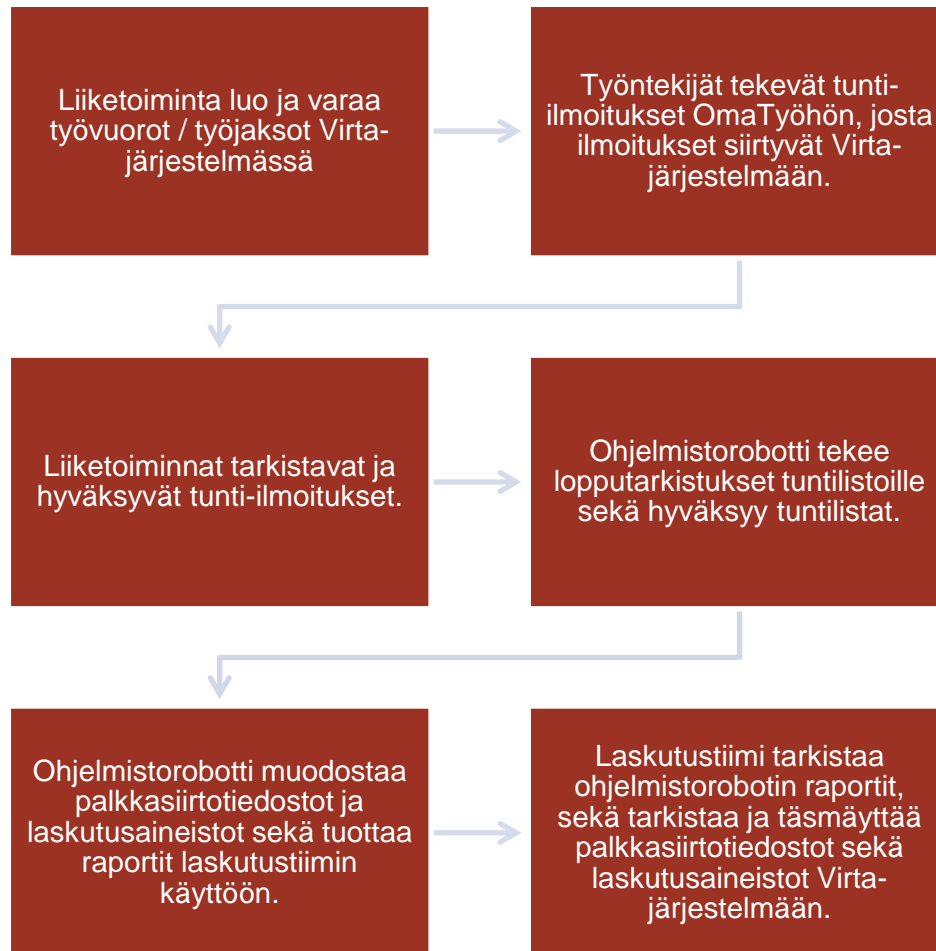 Liiketoiminta luo ja varaa
työvuorot / työjaksot Virta-
järjestelmässä
Työntekijät tekevät tunti-
ilmoitukset OmaTyöhön, josta
ilmoitukset siirtyvät Virta-
järjestelmään.
Liiketoiminnat tarkistavat ja
hyväksyvät tunti-ilmoitukset.
Ohjelmistorobotti tekee
lopputarkistukset tuntilistoille
sekä hyväksyy tuntilistat.
Ohjelmistorobotti muodostaa
palkkasiirtotiedostot ja
laskutusaineistot sekä tuottaa
raportit laskutustiimin
käyttöön.
Laskutustiimi tarkistaa
ohjelmistorobotin raportit,
sekä tarkistaa ja täsmäyttää
palkkasiirtotiedostot sekä
laskutusaineistot Virta-
järjestelmään.